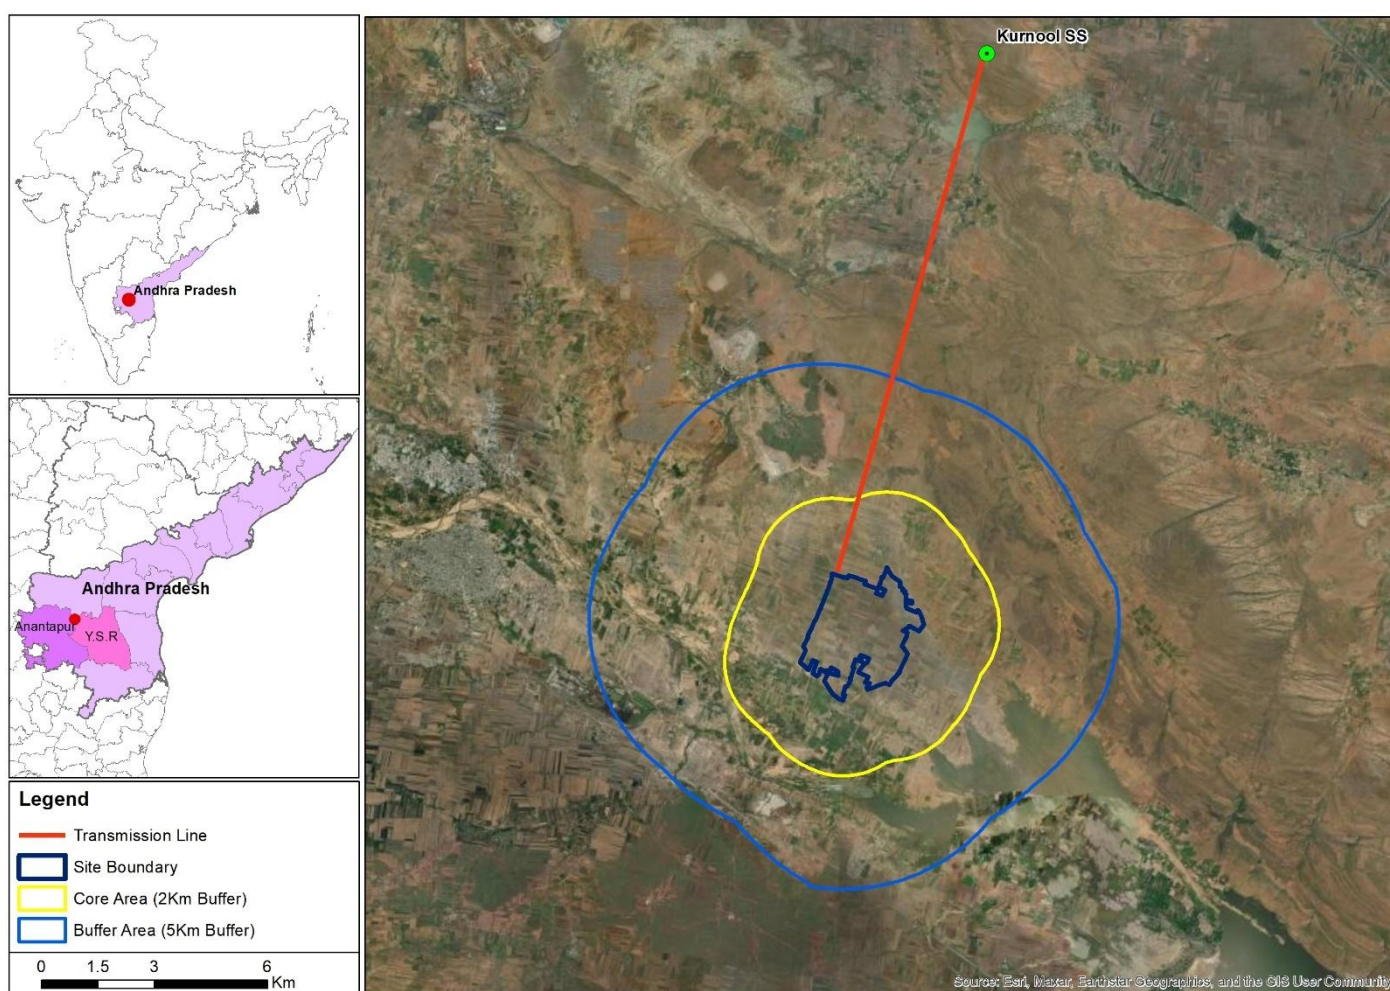 Andhra Pradesh
Andhra Pradesh
Anantapur
Y.S.R
Legend
Transmission Line
Site Boundary
Core Area (2Km Buffer)
Buffer Area (5Km Buffer)
0 1.5 3 6
Km
Kurnool SS
Source: Esri, Maxar, Earthstar Geographics, and the GIS User Community